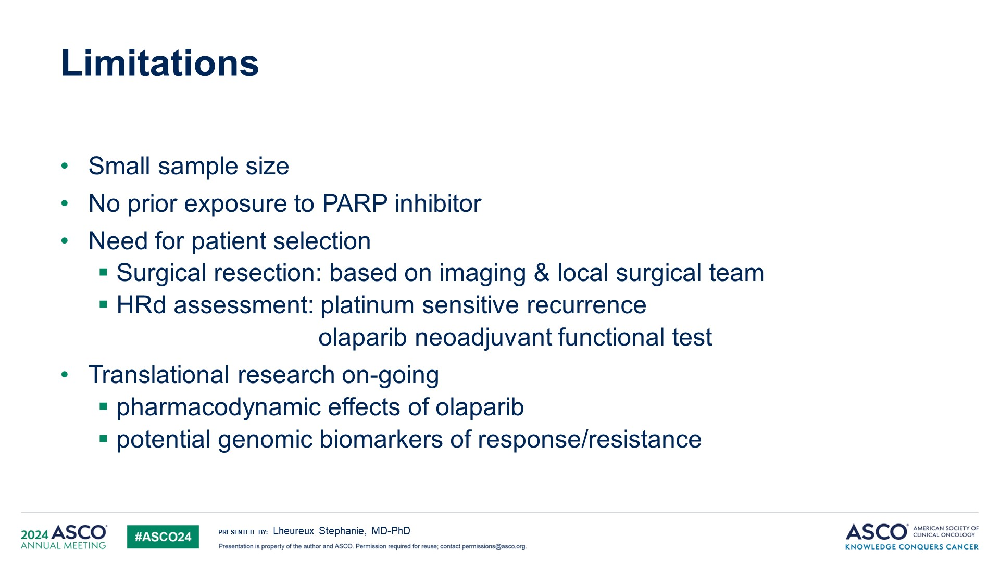 Limitations
• Small sample size
• No prior exposure to PARP inhibitor
• Need for patient selection
▪ Surgical resection: based on imaging & local surgical team
▪ HRd assessment: platinum sensitive recurrence
olaparib neoadjuvant functional test
• Translational research on-going
▪ pharmacodynamic effects of olaparib
▪ potential genomic biomarkers of response/resistance
2024 ASCO®
ANNUAL MEETING
#ASCO24
PRESENTED BY: Lheureux Stephanie, MD-PhD
Presentation is property of the author and ASCO. Permission required for reuse; contact permissions@asco.org.
ASCO® AMERICAN SOCIETY OF
CLINICAL ONCOLOGY
KNOWLEDGE CONQUERS CANCER